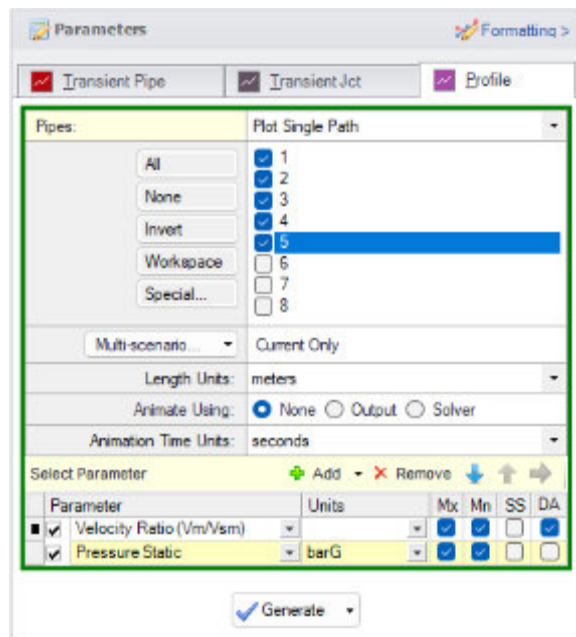 Parameters Formatting >
Transient Pipe Transient Jct Profile
Pipes: Plot Single Path
All 1
2
None 3
Invert 4
5
Workspace 6
Special... 7
8
Multi-scenario... Current Only
Length Units: meters
Animate Using: None Output Solver
Animation Time Units: seconds
Select Parameter Add Remove
Parameter Units Mx Mn SS DA
Velocity Ratio (Vm/Vsm)
Pressure Static barG
Generate